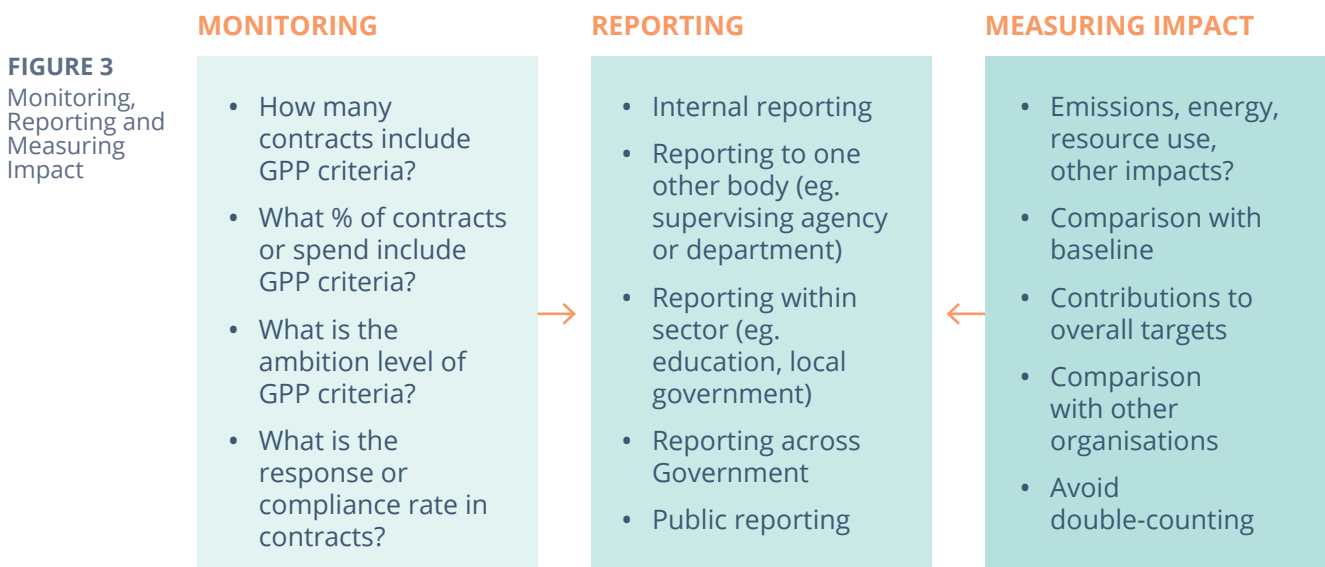 FIGURE 3
Monitoring,
Reporting and
Measuring
Impact
MONITORING
• How many
contracts include
GPP criteria?
• What % of contracts
or spend include
GPP criteria?
• What is the
ambition level of
GPP criteria?
• What is the
response or
compliance rate in
contracts?
→
REPORTING
• Internal reporting
• Reporting to one
other body (eg.
supervising agency
or department)
• Reporting within
sector (eg.
education, local
government)
• Reporting across
Government
• Public reporting
←
MEASURING IMPACT
• Emissions, energy,
resource use,
other impacts?
• Comparison with
baseline
• Contributions to
overall targets
• Comparison
with other
organisations
• Avoid
double-counting